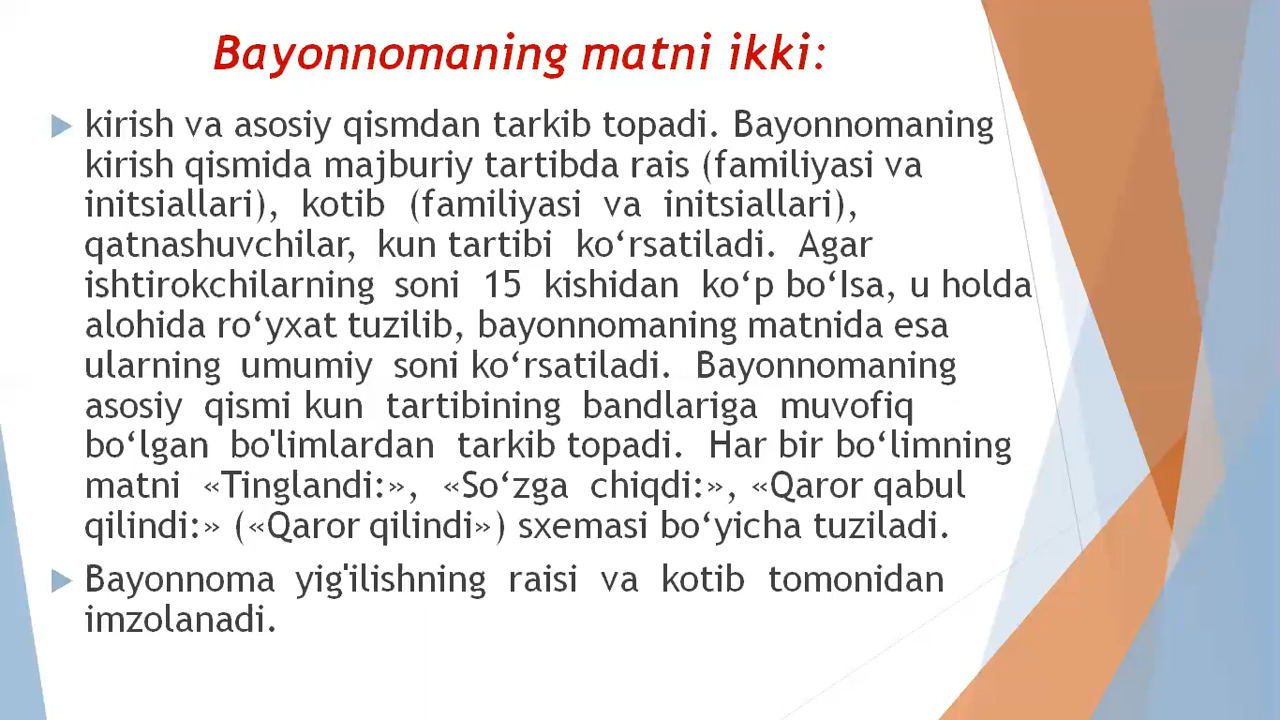 Bayonnomaning matni ikki:
kirish va asosiy qismdan tarkib topadi. Bayonnomaning
kirish qismida majburiy tartibda rais (familiyasi va
initsiallari), kotib (familiyasi va initsiallari),
qatnashuvchilar, kun tartibi ko‘rsatiladi. Agar
ishtirokchilarning soni 15 kishidan ko‘p bo‘Isa, u holda
alohida ro‘yxat tuzilib, bayonnomaning matnida esa
ularning umumiy soni ko‘rsatiladi. Bayonnomaning
asosiy qismi kun tartibining bandlariga muvofiq
bo‘lgan bo'limlardan tarkib topadi. Har bir bo‘limning
matni «Tinglandi:», «So‘zga chiqdi:», «Qaror qabul
qilindi:» («Qaror qilindi») sxemasi bo‘yicha tuziladi.
Bayonnoma yig'ilishning raisi va kotib tomonidan
imzolanadi.